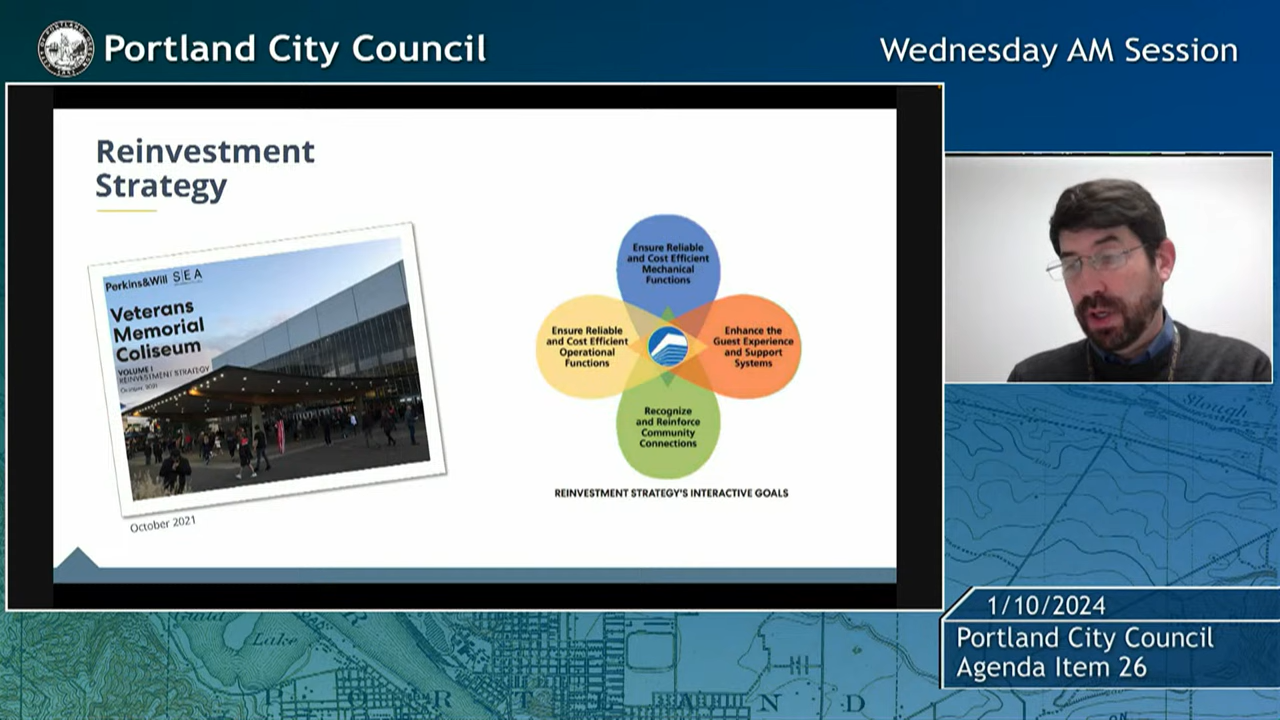 Portland City Council
Wednesday AM Session
Reinvestment
Strategy
Perkins&Will SEA
Veterans
Memorial
Coliseum
VOLUME I
REINVESTMENT STRATEGY
October, 2021
October 2021
Ensure Reliable
and Cost Efficient
Mechanical
Functions
Ensure Reliable
and Cost Efficient
Operational
Functions
Enhance the
Guest Experience
and Support
Systems
Recognize
and Reinforce
Community
Connections
REINVESTMENT STRATEGY'S INTERACTIVE GOALS
Slough
1/10/2024
Portland City Council
Agenda Item 26
Guild
Lake
P O R T L A N D